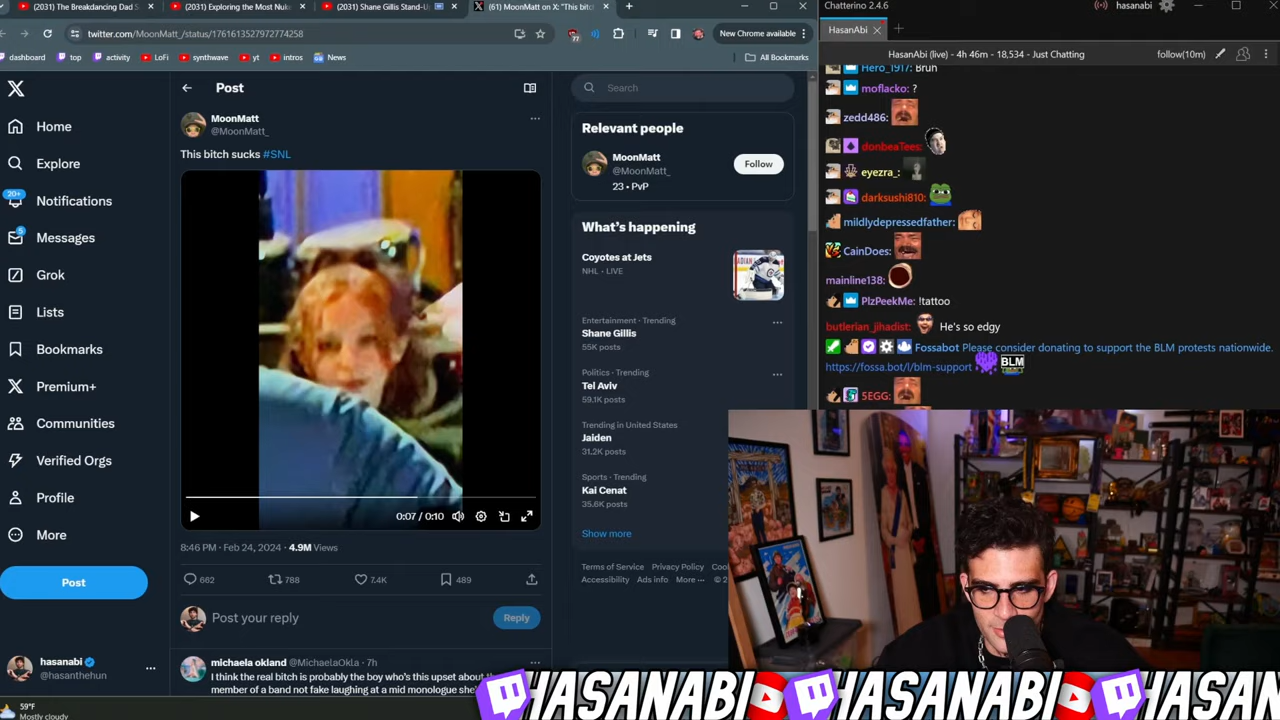 (2031) The Breakdancing Dad S
(2031) Exploring the Most Nuk
(2031) Shane Gillis Stand-U
(61) MoonMatt on X: "This bitc
twitter.com/MoonMatt_/status/1761613527972774258
77
New Chrome available
dashboard
top
activity
LoFi
synthwave
yt
intros
News
All Bookmarks
Home
Explore
20+
Notifications
Messages
Grok
Lists
Bookmarks
Premium+
Communities
Verified Orgs
Profile
More
Post
hasanabi
@hasanthehun
59°F
Mostly cloudy
Post
MoonMatt
@MoonMatt_
This bitch sucks #SNL
0:07 / 0:10
8:46 PM · Feb 24, 2024 · 4.9M Views
662
788
7.4K
489
Post your reply
Reply
michaela okland @MichaelaOkla · 7h
I think the real bitch is probably the boy who's this upset about
member of a band not fake laughing at a mid monologue she
Search
Relevant people
MoonMatt
@MoonMatt_
Follow
23 • PvP
What's happening
Coyotes at Jets
NHL · LIVE
Entertainment · Trending
Shane Gillis
55K posts
Politics · Trending
Tel Aviv
59.1K posts
Trending in United States
Jaiden
31.2K posts
Sports · Trending
Kai Cenat
35.6K posts
Show more
Terms of Service Privacy Policy Coo
Accessibility Ads info More ··· © 2
Chatterino 2.4.6
hasanabi
HasanAbi
HasanAbi (live) - 4h 46m - 18,534 - Just Chatting
follow(10m)
Hero_1917: Bruh
moflacko: ?
zedd486:
donbeaTees:
eyezra_:
darksushi810:
mildlydepressedfather:
CainDoes:
mainline138:
PlzPeekMe: !tattoo
butlerian_jihadist: He's so edgy
Fossabot Please consider donating to support the BLM protests nationwide.
https://fossa.bot/l/blm-support BLM
5EGG:
HASANABI HASANABI HASAN